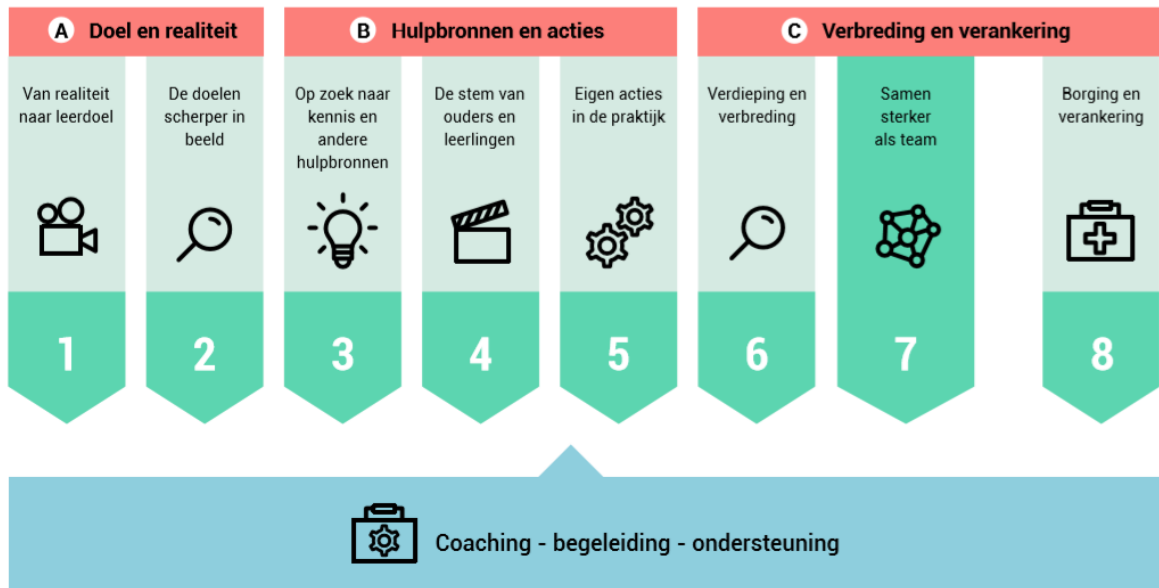 A Doel en realiteit
B Hulpbronnen en acties
C Verbreding en verankering
Van realiteit
naar leerdoel
De doelen
scherper in
beeld
Op zoek naar
kennis en
andere
hulpbronnen
De stem van
ouders en
leerlingen
Eigen acties
in de praktijk
Verdieping en
verbreding
Samen
sterker
als team
Borging en
verankering
1
2
3
4
5
6
7
8
Coaching - begeleiding - ondersteuning